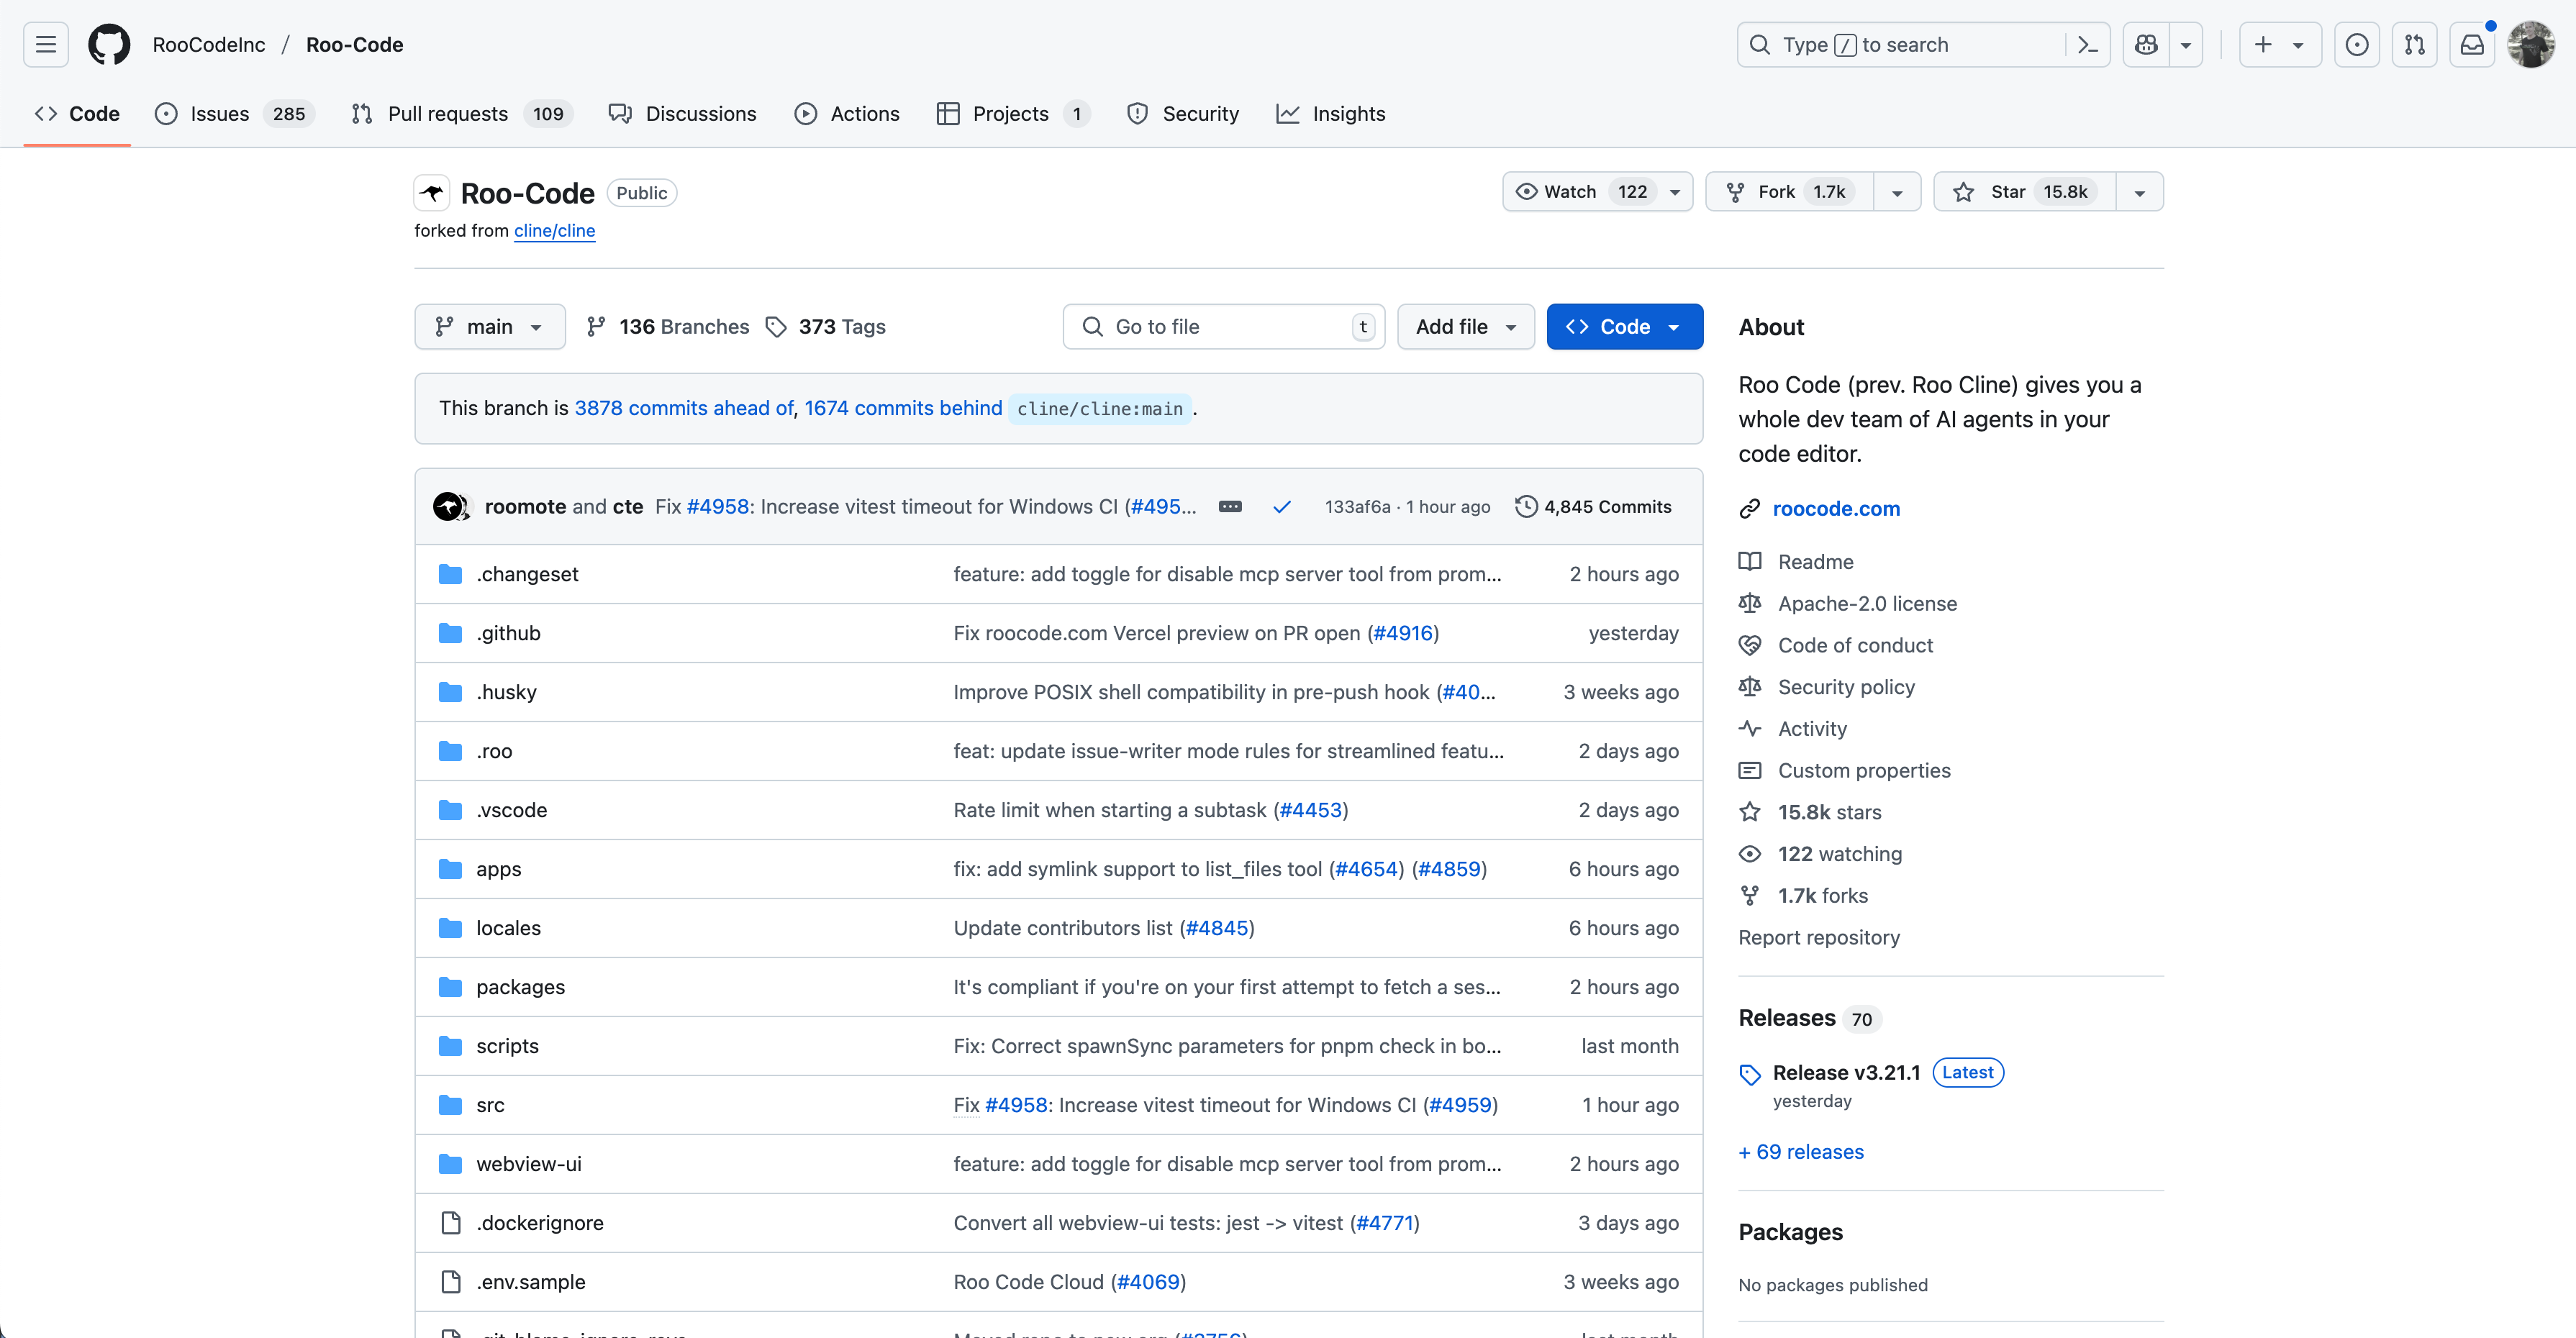 RooCodeInc / Roo-Code
Type / to search
Code Issues 285 Pull requests 109 Discussions Actions Projects 1 Security Insights
Roo-Code Public
Watch 122 Fork 1.7k Star 15.8k
forked from cline/cline
main 136 Branches 373 Tags Go to file t Add file Code
This branch is 3878 commits ahead of, 1674 commits behind cline/cline:main .
roomote and cte Fix #4958: Increase vitest timeout for Windows CI (#495... 133af6a · 1 hour ago 4,845 Commits
.changeset feature: add toggle for disable mcp server tool from prom... 2 hours ago
.github Fix roocode.com Vercel preview on PR open (#4916) yesterday
.husky Improve POSIX shell compatibility in pre-push hook (#40... 3 weeks ago
.roo feat: update issue-writer mode rules for streamlined featu... 2 days ago
.vscode Rate limit when starting a subtask (#4453) 2 days ago
apps fix: add symlink support to list_files tool (#4654) (#4859) 6 hours ago
locales Update contributors list (#4845) 6 hours ago
packages It's compliant if you're on your first attempt to fetch a ses... 2 hours ago
scripts Fix: Correct spawnSync parameters for pnpm check in bo... last month
src Fix #4958: Increase vitest timeout for Windows CI (#4959) 1 hour ago
webview-ui feature: add toggle for disable mcp server tool from prom... 2 hours ago
.dockerignore Convert all webview-ui tests: jest -> vitest (#4771) 3 days ago
.env.sample Roo Code Cloud (#4069) 3 weeks ago
.git-blame-ignore-revs Moved repo to new org (#3756) last month
About
Roo Code (prev. Roo Cline) gives you a
whole dev team of AI agents in your
code editor.
roocode.com
Readme
Apache-2.0 license
Code of conduct
Security policy
Activity
Custom properties
15.8k stars
122 watching
1.7k forks
Report repository
Releases 70
Release v3.21.1 Latest
yesterday
+ 69 releases
Packages
No packages published